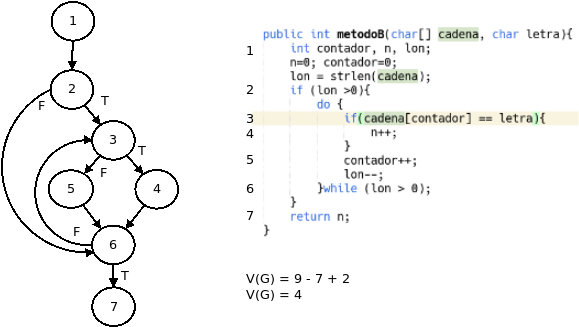 1
2
F
T
3
T
F
5
4
F
6
T
7
public int metodoB(char[] cadena, char letra){
1 int contador, n, lon;
n=0; contador=0;
lon = strlen(cadena);
2 if (lon >0){
do {
3 if(cadena[contador] == letra){
4 n++;
}
5 contador++;
lon--;
6 }while (lon > 0);
}
7 return n;
}
V(G) = 9 - 7 + 2
V(G) = 4